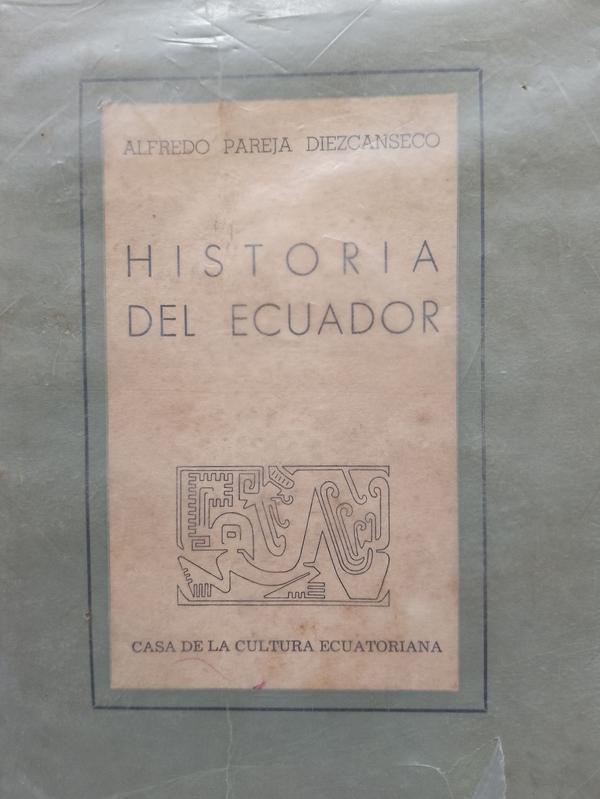 ALFREDO PAREJA DIEZCANSECO
HISTORIA
DEL ECUADOR
CASA DE LA CULTURA ECUATORIANA